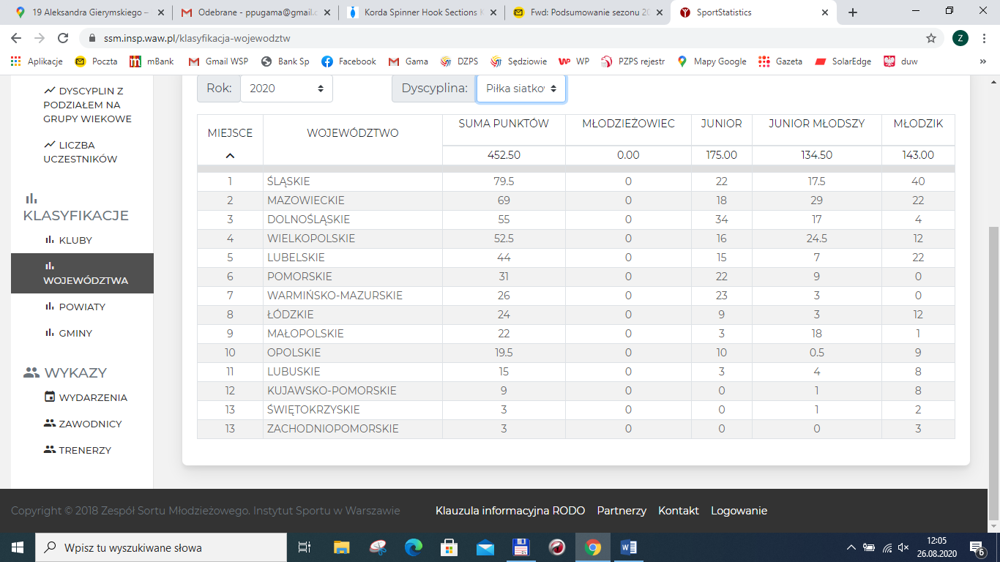 19 Aleksandra Gierymskiego –
Odebrane - ppugama@gmail.c
Korda Spinner Hook Sections K
Fwd: Podsumowanie sezonu 20
SportStatistics
ssm.insp.waw.pl/klasyfikacja-wojewodztw
Z
Aplikacje Poczta mBank Gmail WSP Bank Sp Facebook Gama DZPS Sędziowie WP PZPS rejestr Mapy Google Gazeta SolarEdge duw »
DYSCYPLIN Z
PODZIAŁEM NA
GRUPY WIEKOWE
LICZBA
UCZESTNIKÓW
KLASYFIKACJE
KLUBY
WOJEWÓDZTWA
POWIATY
GMINY
WYKAZY
WYDARZENIA
ZAWODNICY
TRENERZY
Rok: 2020 Dyscyplina: Piłka siatkov
MIEJSCE WOJEWÓDZTWO SUMA PUNKTÓW MŁODZIEŻOWIEC JUNIOR JUNIOR MŁODSZY MŁODZIK
452.50 0.00 175.00 134.50 143.00
1 ŚLĄSKIE 79.5 0 22 17.5 40
2 MAZOWIECKIE 69 0 18 29 22
3 DOLNOŚLĄSKIE 55 0 34 17 4
4 WIELKOPOLSKIE 52.5 0 16 24.5 12
5 LUBELSKIE 44 0 15 7 22
6 POMORSKIE 31 0 22 9 0
7 WARMIŃSKO-MAZURSKIE 26 0 23 3 0
8 ŁÓDZKIE 24 0 9 3 12
9 MAŁOPOLSKIE 22 0 3 18 1
10 OPOLSKIE 19.5 0 10 0.5 9
11 LUBUSKIE 15 0 3 4 8
12 KUJAWSKO-POMORSKIE 9 0 0 1 8
13 ŚWIĘTOKRZYSKIE 3 0 0 1 2
13 ZACHODNIOPOMORSKIE 3 0 0 0 3
Copyright © 2018 Zespół Sortu Młodzieżowego. Instytut Sportu w Warszawie Klauzula informacyjna RODO Partnerzy Kontakt Logowanie
Wpisz tu wyszukiwane słowa
12:05
26.08.2020
6